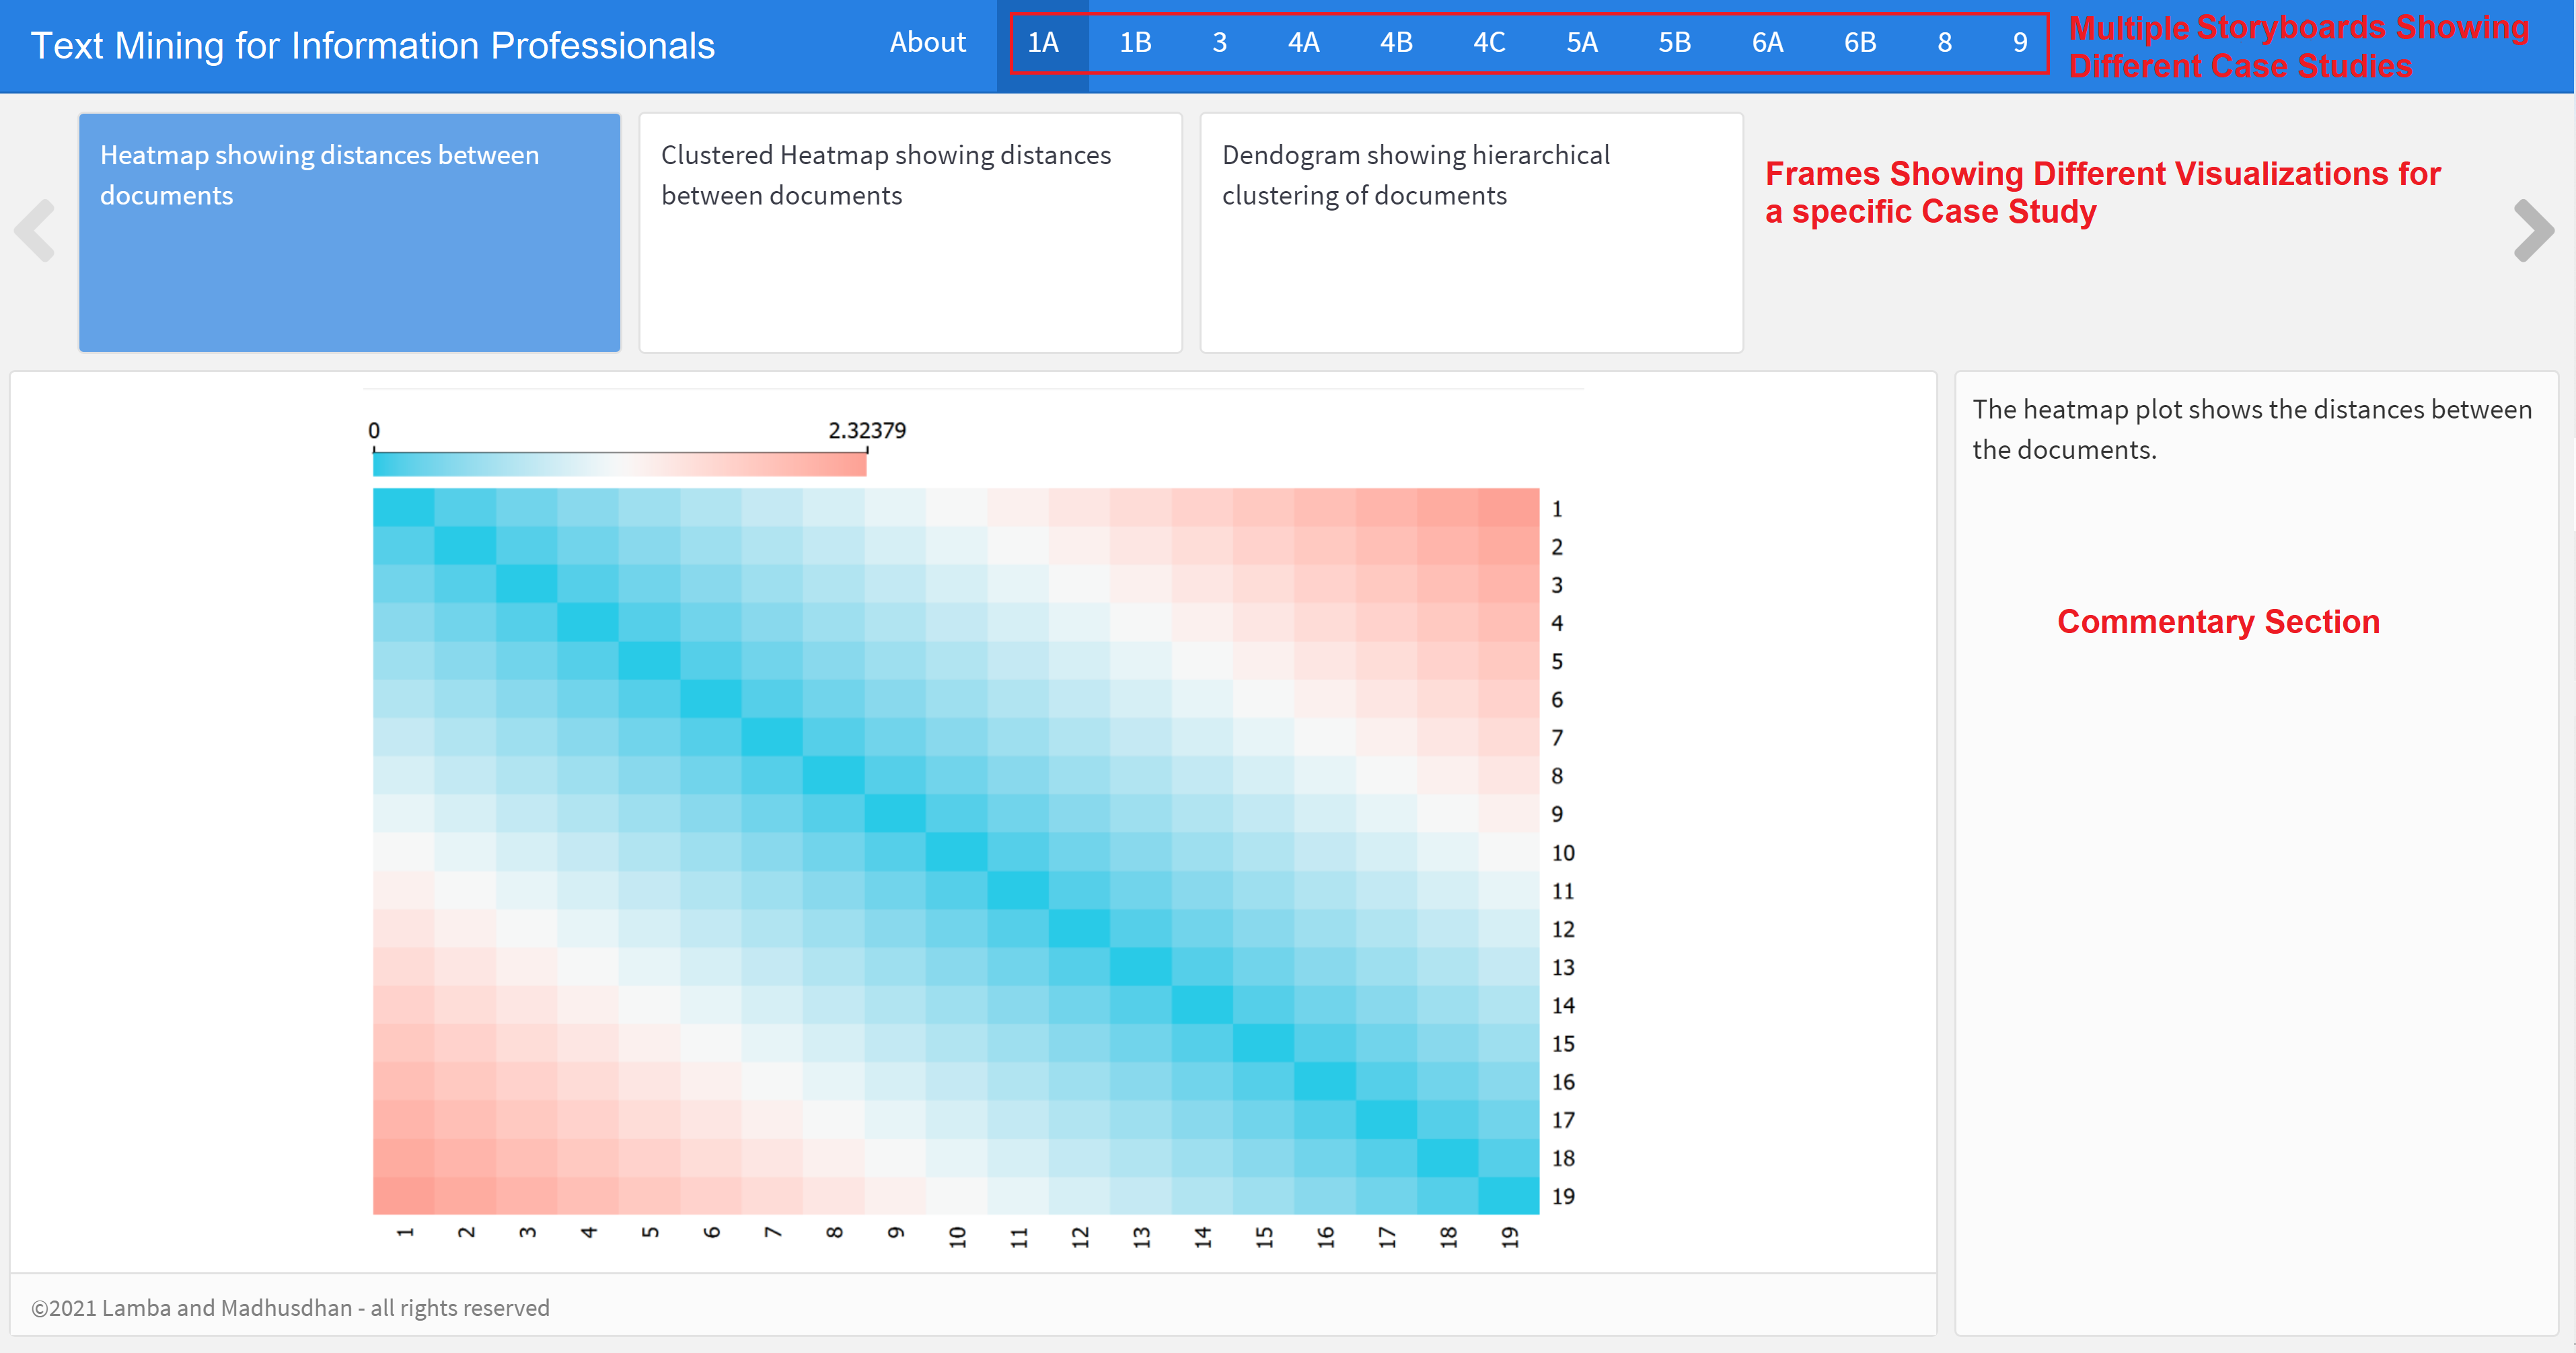 Text Mining for Information Professionals
About 1A 1B 3 4A 4B 4C 5A 5B 6A 6B 8 9
Multiple Storyboards Showing
Different Case Studies
Heatmap showing distances between
documents
Clustered Heatmap showing distances
between documents
Dendogram showing hierarchical
clustering of documents
Frames Showing Different Visualizations for
a specific Case Study
0 2.32379
1
2
3
4
5
6
7
8
9
10
11
12
13
14
15
16
17
18
19
1 2 3 4 5 6 7 8 9 10 11 12 13 14 15 16 17 18 19
The heatmap plot shows the distances between
the documents.
Commentary Section
©2021 Lamba and Madhusdhan - all rights reserved